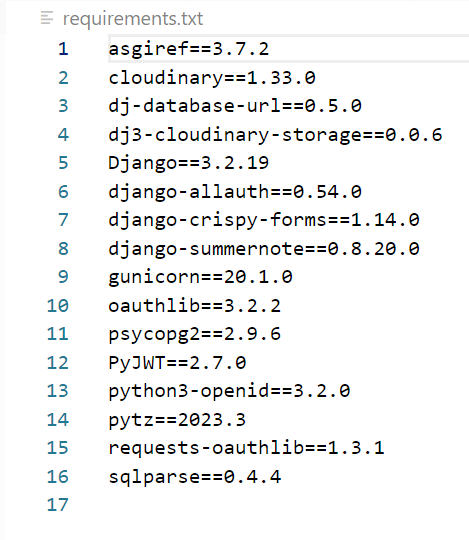 requirements.txt
1 asgiref==3.7.2
2 cloudinary==1.33.0
3 dj-database-url==0.5.0
4 dj3-cloudinary-storage==0.0.6
5 Django==3.2.19
6 django-allauth==0.54.0
7 django-crispy-forms==1.14.0
8 django-summernote==0.8.20.0
9 gunicorn==20.1.0
10 oauthlib==3.2.2
11 psycopg2==2.9.6
12 PyJWT==2.7.0
13 python3-openid==3.2.0
14 pytz==2023.3
15 requests-oauthlib==1.3.1
16 sqlparse==0.4.4
17